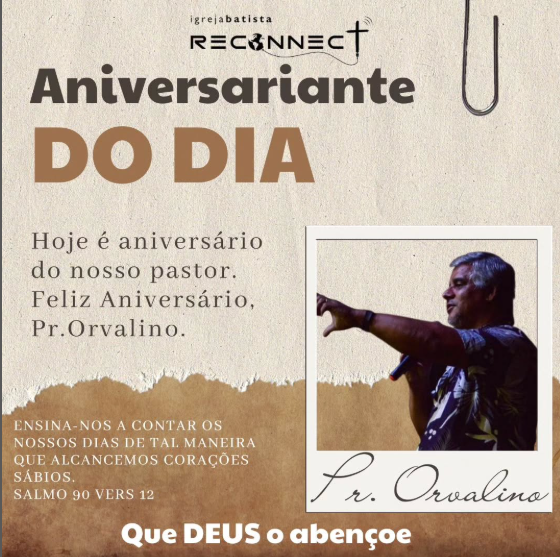 igrejabatista
RECONNECT
Aniversariante
DO DIA
Hoje é aniversário
do nosso pastor.
Feliz Aniversário,
Pr.Orvalino.
ENSINA-NOS A CONTAR OS
NOSSOS DIAS DE TAL MANEIRA
QUE ALCANCEMOS CORAÇÕES
SÁBIOS.
SALMO 90 VERS 12
Pr. Orvalino
Que DEUS o abençoe